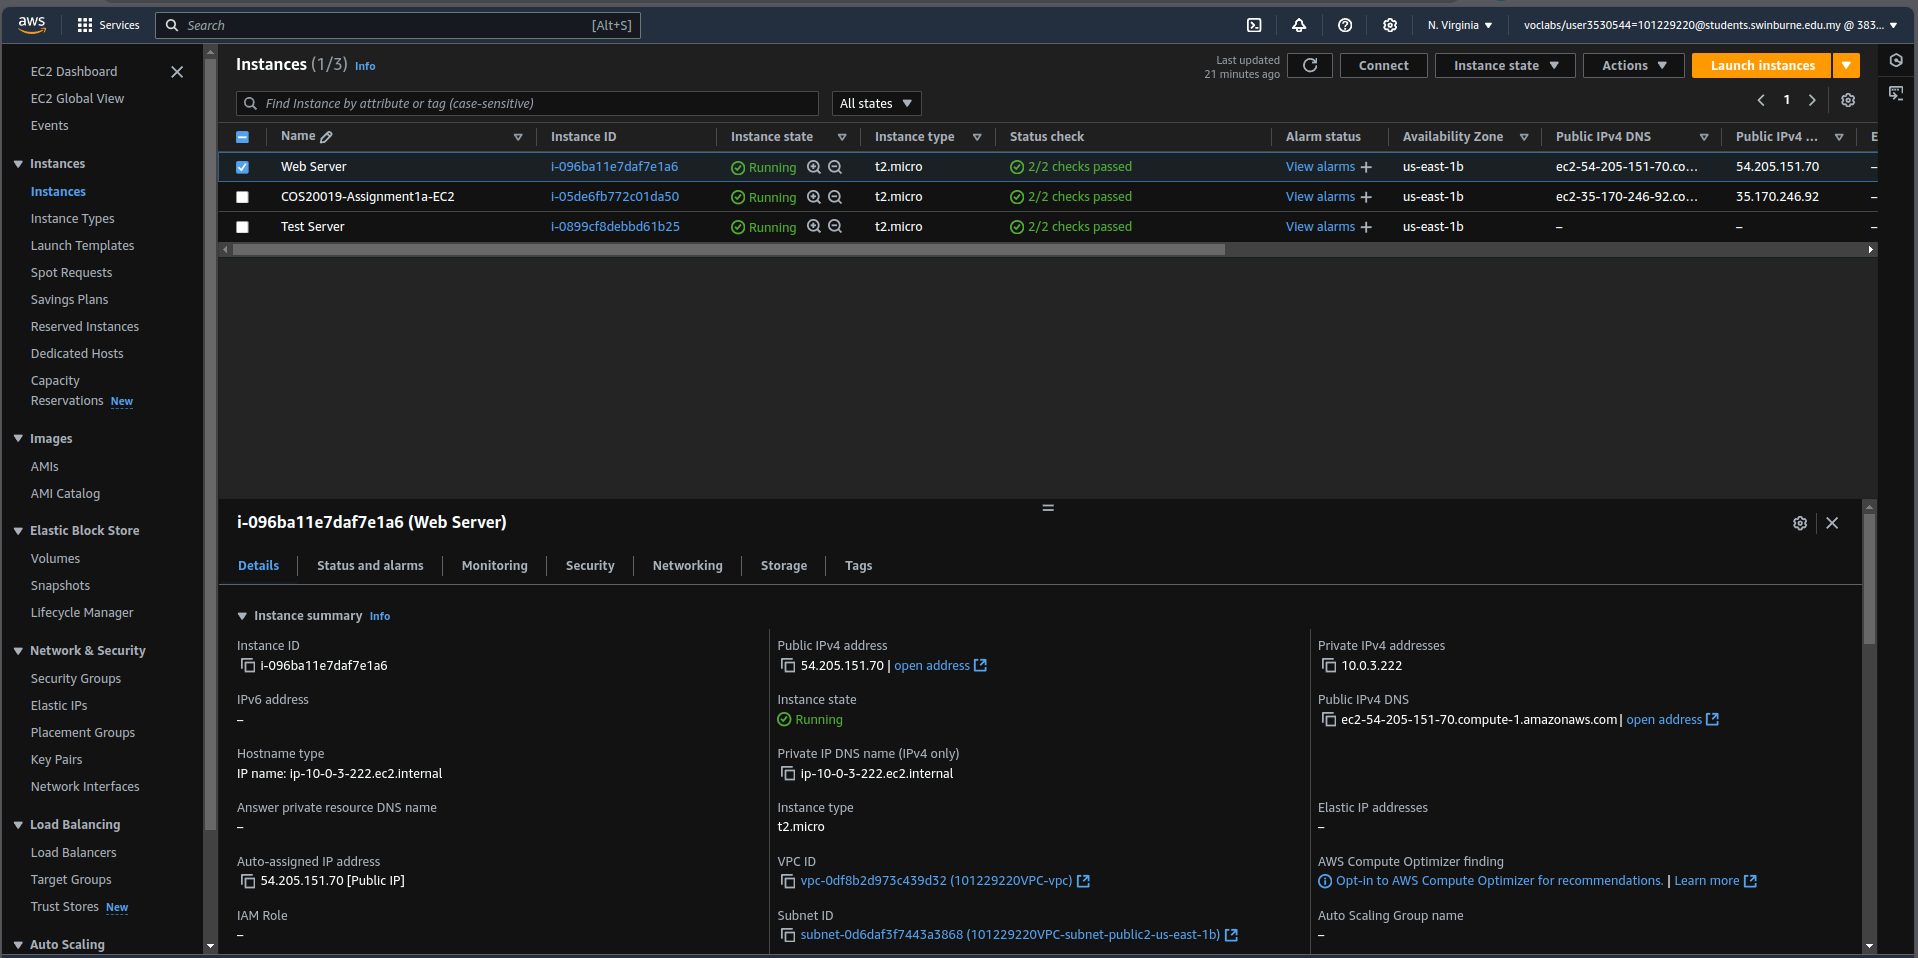 aws
Services
Search
[Alt+S]
N. Virginia
voclabs/user3530544=101229220@students.swinburne.edu.my @ 383...
EC2 Dashboard
EC2 Global View
Events
Instances
Instances
Instance Types
Launch Templates
Spot Requests
Savings Plans
Reserved Instances
Dedicated Hosts
Capacity
Reservations New
Images
AMIs
AMI Catalog
Elastic Block Store
Volumes
Snapshots
Lifecycle Manager
Network & Security
Security Groups
Elastic IPs
Placement Groups
Key Pairs
Network Interfaces
Load Balancing
Load Balancers
Target Groups
Trust Stores New
Auto Scaling
Instances (1/3) Info
Last updated
21 minutes ago
Connect
Instance state
Actions
Launch instances
Find Instance by attribute or tag (case-sensitive)
All states
1
Name Instance ID Instance state Instance type Status check Alarm status Availability Zone Public IPv4 DNS Public IPv4 ... E
Web Server i-096ba11e7daf7e1a6 Running t2.micro 2/2 checks passed View alarms + us-east-1b ec2-54-205-151-70.co... 54.205.151.70 –
COS20019-Assignment1a-EC2 i-05de6fb772c01da50 Running t2.micro 2/2 checks passed View alarms + us-east-1b ec2-35-170-246-92.co... 35.170.246.92 –
Test Server i-0899cf8debbd61b25 Running t2.micro 2/2 checks passed View alarms + us-east-1b – – –
i-096ba11e7daf7e1a6 (Web Server)
Details Status and alarms Monitoring Security Networking Storage Tags
Instance summary Info
Instance ID
i-096ba11e7daf7e1a6
Public IPv4 address
54.205.151.70 | open address
Private IPv4 addresses
10.0.3.222
IPv6 address
–
Instance state
Running
Public IPv4 DNS
ec2-54-205-151-70.compute-1.amazonaws.com | open address
Hostname type
IP name: ip-10-0-3-222.ec2.internal
Private IP DNS name (IPv4 only)
ip-10-0-3-222.ec2.internal
Answer private resource DNS name
–
Instance type
t2.micro
Elastic IP addresses
–
Auto-assigned IP address
54.205.151.70 [Public IP]
VPC ID
vpc-0df8b2d973c439d32 (101229220VPC-vpc)
AWS Compute Optimizer finding
Opt-in to AWS Compute Optimizer for recommendations. | Learn more
IAM Role
–
Subnet ID
subnet-0d6daf3f7443a3868 (101229220VPC-subnet-public2-us-east-1b)
Auto Scaling Group name
–